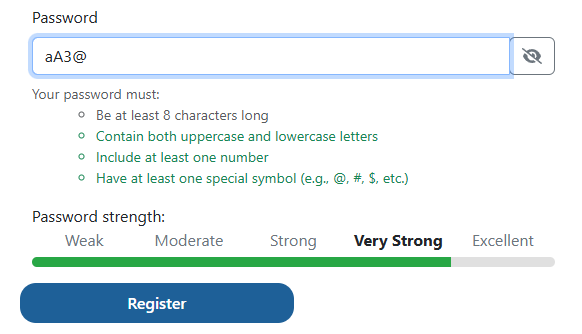 Password
aA3@
Your password must:
Be at least 8 characters long
Contain both uppercase and lowercase letters
Include at least one number
Have at least one special symbol (e.g., @, #, $, etc.)
Password strength:
Weak Moderate Strong Very Strong Excellent
Register